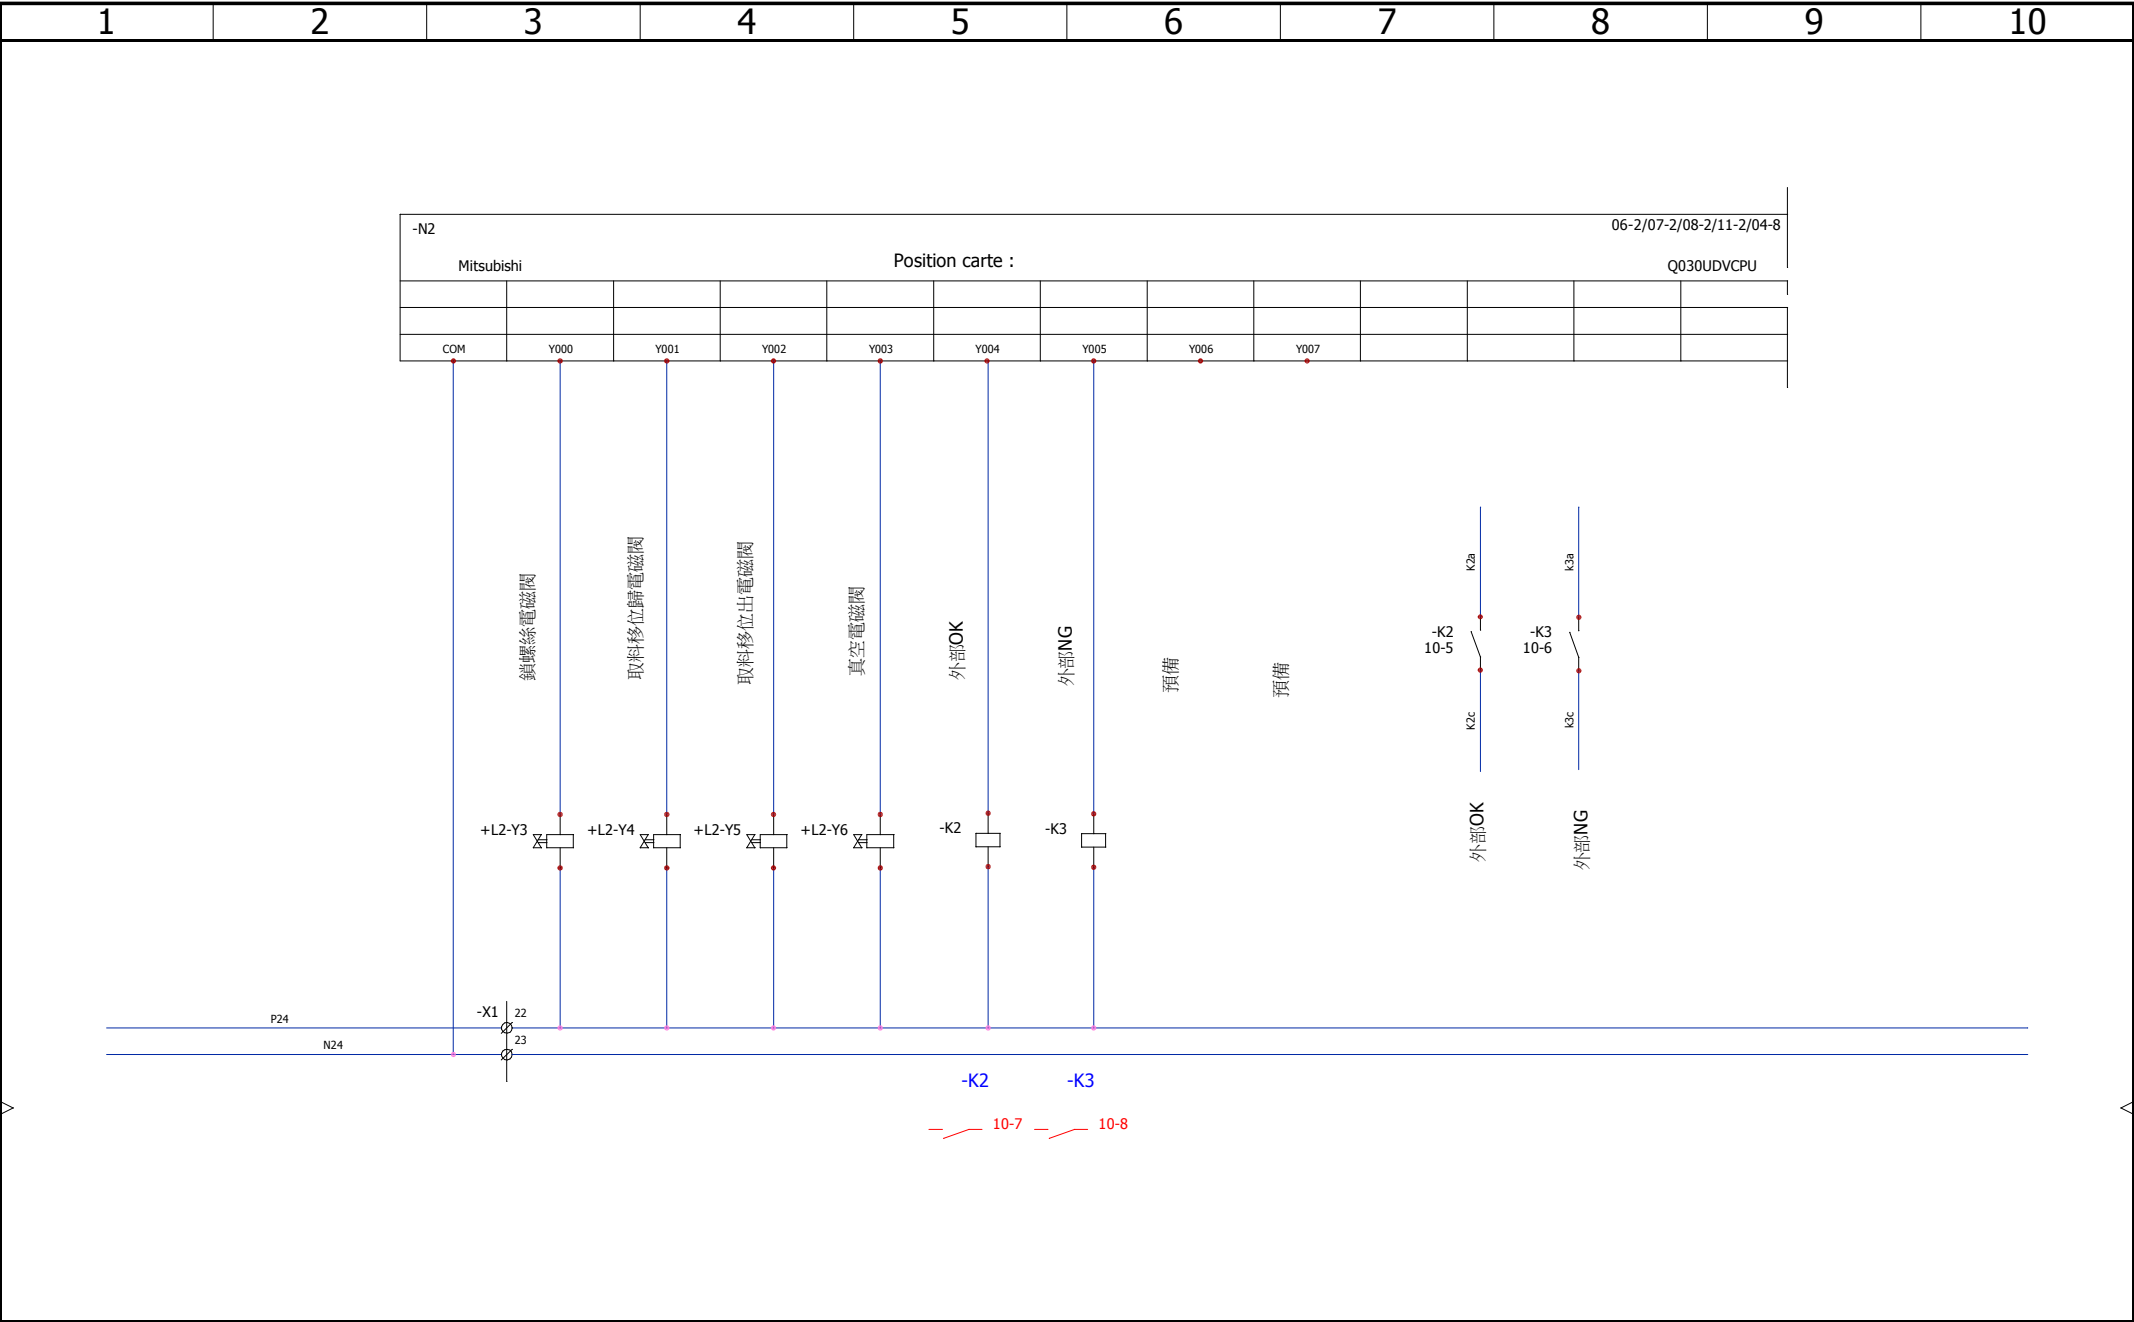 1 2 3 4 5 6 7 8 9 10
-N2 06-2/07-2/08-2/11-2/04-8
Mitsubishi Position carte : Q030UDVCPU
COM Y000 Y001 Y002 Y003 Y004 Y005 Y006 Y007
鎖螺絲電磁閥
取料移位歸電磁閥
取料移位出電磁閥
真空電磁閥
外部OK
外部NG
預備
預備
K2a
k3a
-K2
10-5
-K3
10-6
K2c
k3c
+L2-Y3 +L2-Y4 +L2-Y5 +L2-Y6 -K2 -K3
外部OK
外部NG
-X1 22
P24
23
N24
-K2 -K3
10-7 10-8